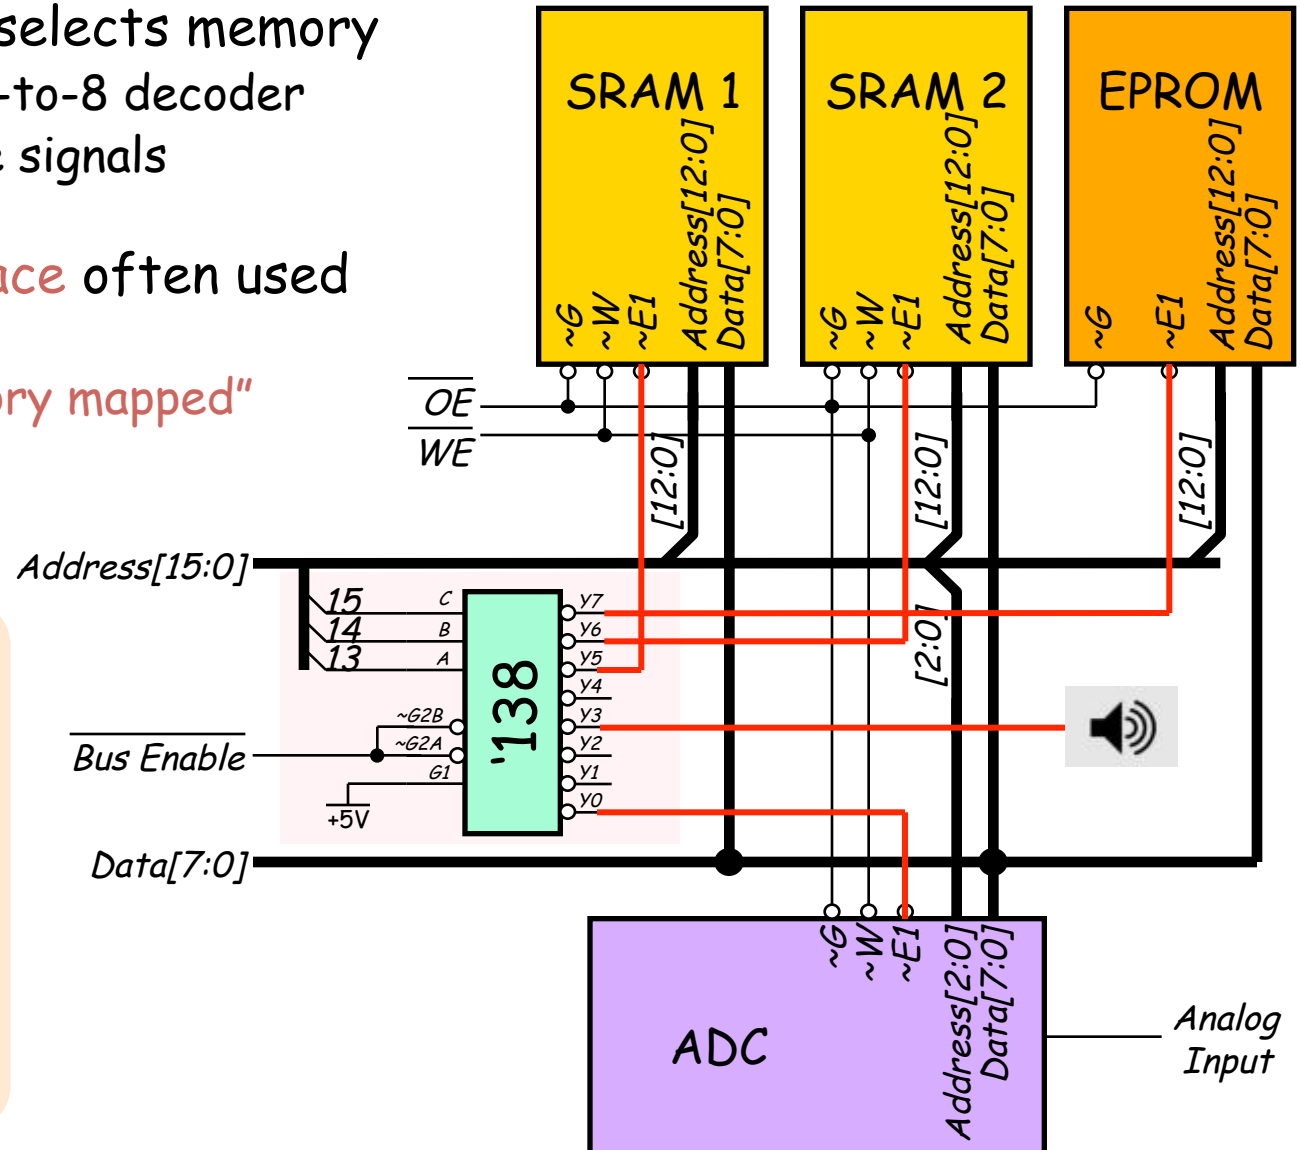 selects memory
-to-8 decoder
signals
often used
mapped"
SRAM 1
~G
~W
~E1
Address[12:0]
Data[7:0]
SRAM 2
~G
~W
~E1
Address[12:0]
Data[7:0]
EPROM
~G
~E1
Address[12:0]
Data[7:0]
OE
WE
[12:0]
[12:0]
[12:0]
Address[15:0]
15
14
13
C
B
A
~G2B
~G2A
G1
'138
Y7
Y6
Y5
Y4
Y3
Y2
Y1
Y0
[2:0]
Bus Enable
+5V
Data[7:0]
~G
~W
~E1
Address[2:0]
Data[7:0]
ADC
Analog
Input